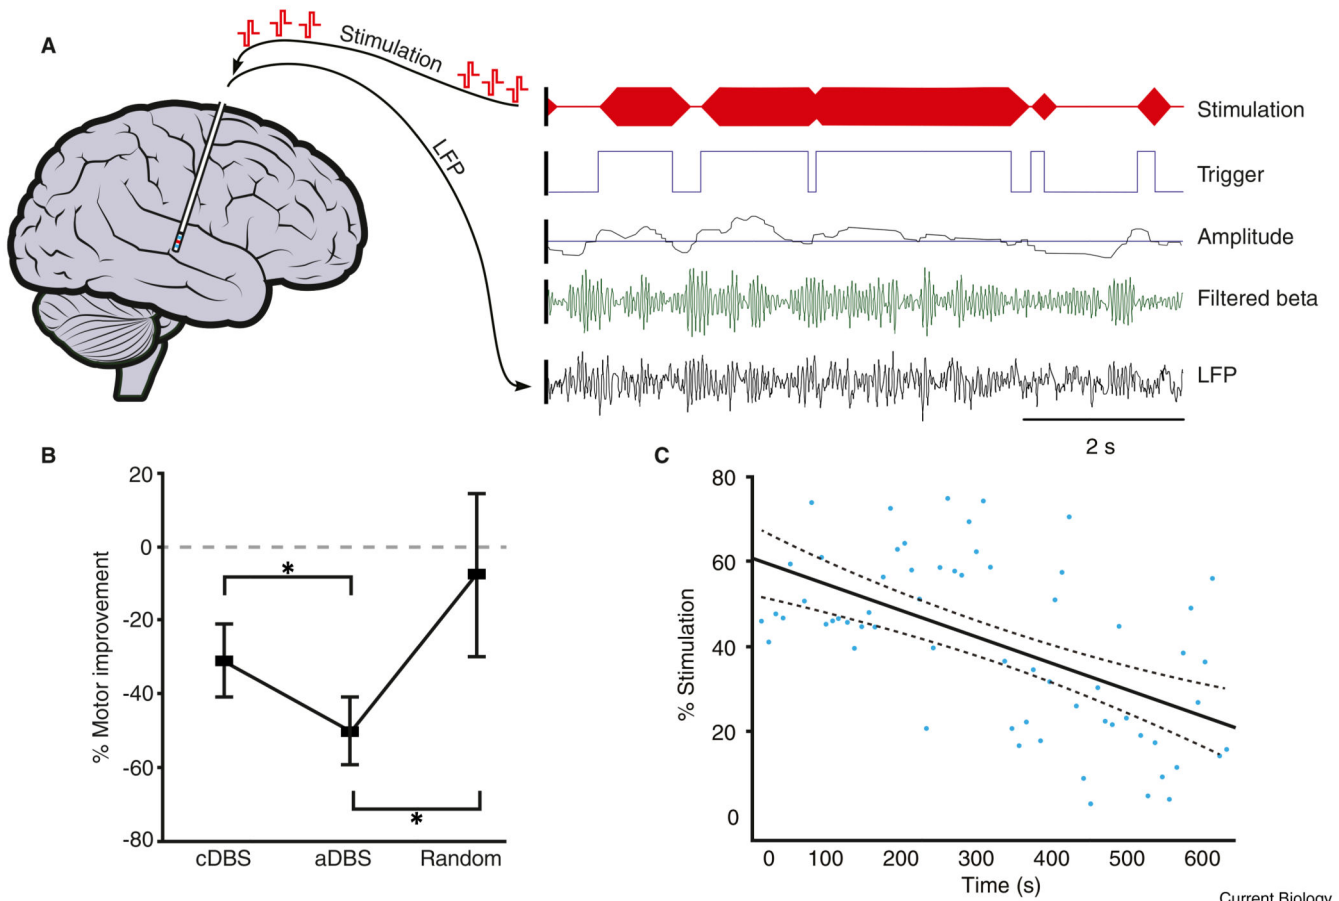 A
Stimulation
LFP
Stimulation
Trigger
Amplitude
Filtered beta
LFP
2 s
B
% Motor improvement
20
0
-20
-40
-60
-80
cDBS
aDBS
Random
*
*
C
% Stimulation
80
60
40
20
0
0 100 200 300 400 500 600
Time (s)
Current Biology